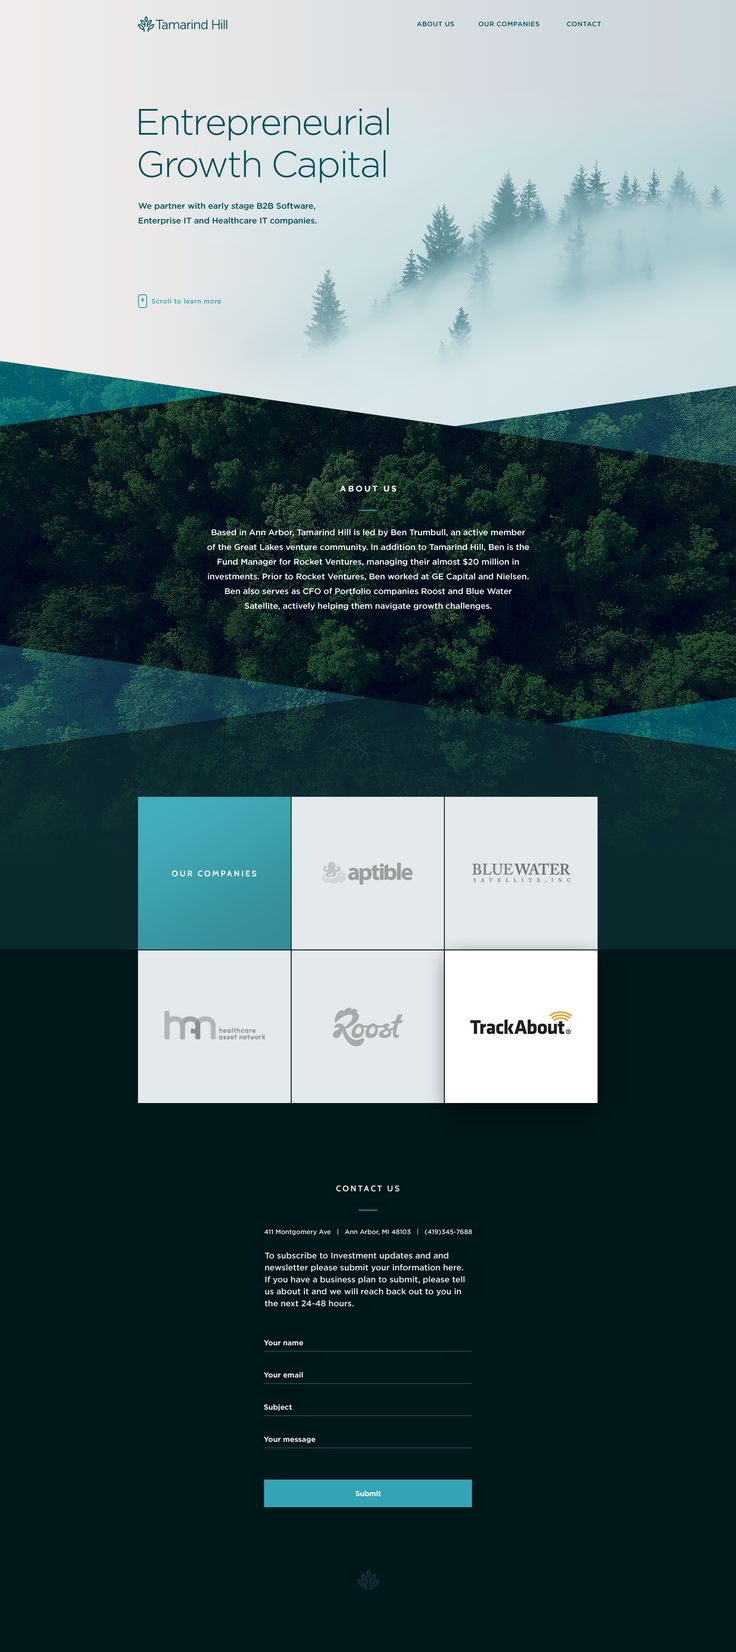 Tamarind Hill
ABOUT US
OUR COMPANIES
CONTACT
Entrepreneurial
Growth Capital
We partner with early stage B2B Software,
Enterprise IT and Healthcare IT companies.
Scroll to learn more
ABOUT US
Based in Ann Arbor, Tamarind Hill is led by Ben Trumbull, an active member
of the Great Lakes venture community. In addition to Tamarind Hill, Ben is the
Fund Manager for Rocket Ventures, managing their almost $20 million in
investments. Prior to Rocket Ventures, Ben worked at GE Capital and Nielsen.
Ben also serves as CFO of Portfolio companies Roost and Blue Water
Satellite, actively helping them navigate growth challenges.
OUR COMPANIES
aptible
BLUEWATER
SATELLITE, INC
han
healthcare
asset network
Roost
TrackAbout®
CONTACT US
411 Montgomery Ave | Ann Arbor, MI 48103 | (419)345-7688
To subscribe to Investment updates and and
newsletter please submit your information here.
If you have a business plan to submit, please tell
us about it and we will reach back out to you in
the next 24-48 hours.
Your name
Your email
Subject
Your message
Submit